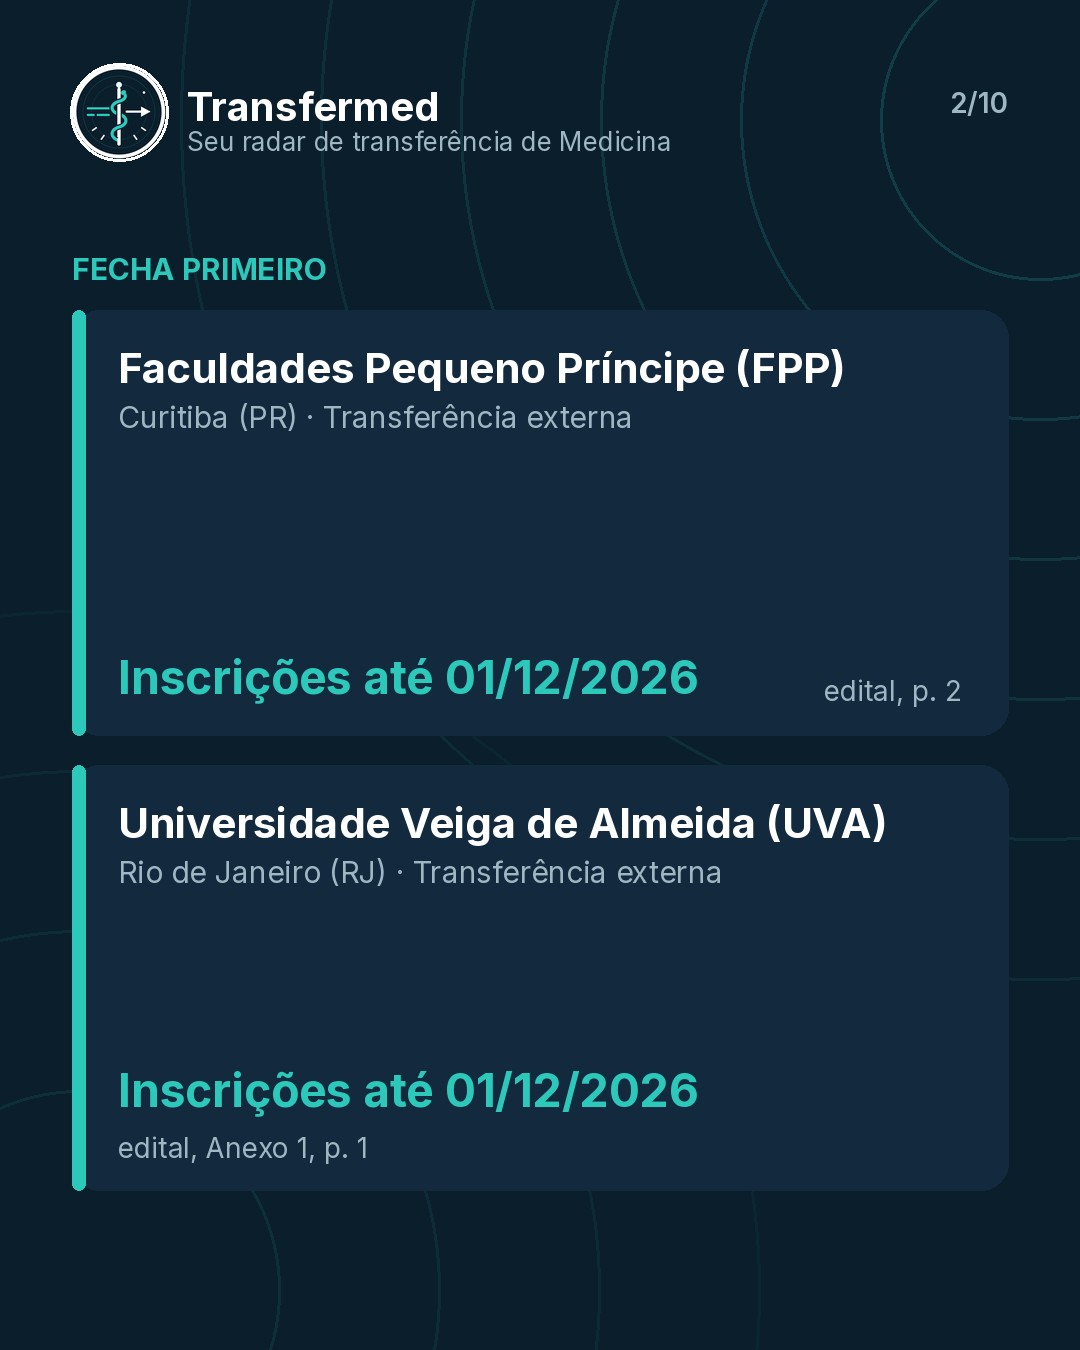 Transfermed
Seu radar de transferência de Medicina
2/10
FECHA PRIMEIRO
Faculdades Pequeno Príncipe (FPP)
Curitiba (PR) · Transferência externa
Inscrições até 01/12/2026
edital, p. 2
Universidade Veiga de Almeida (UVA)
Rio de Janeiro (RJ) · Transferência externa
Inscrições até 01/12/2026
edital, Anexo 1, p. 1